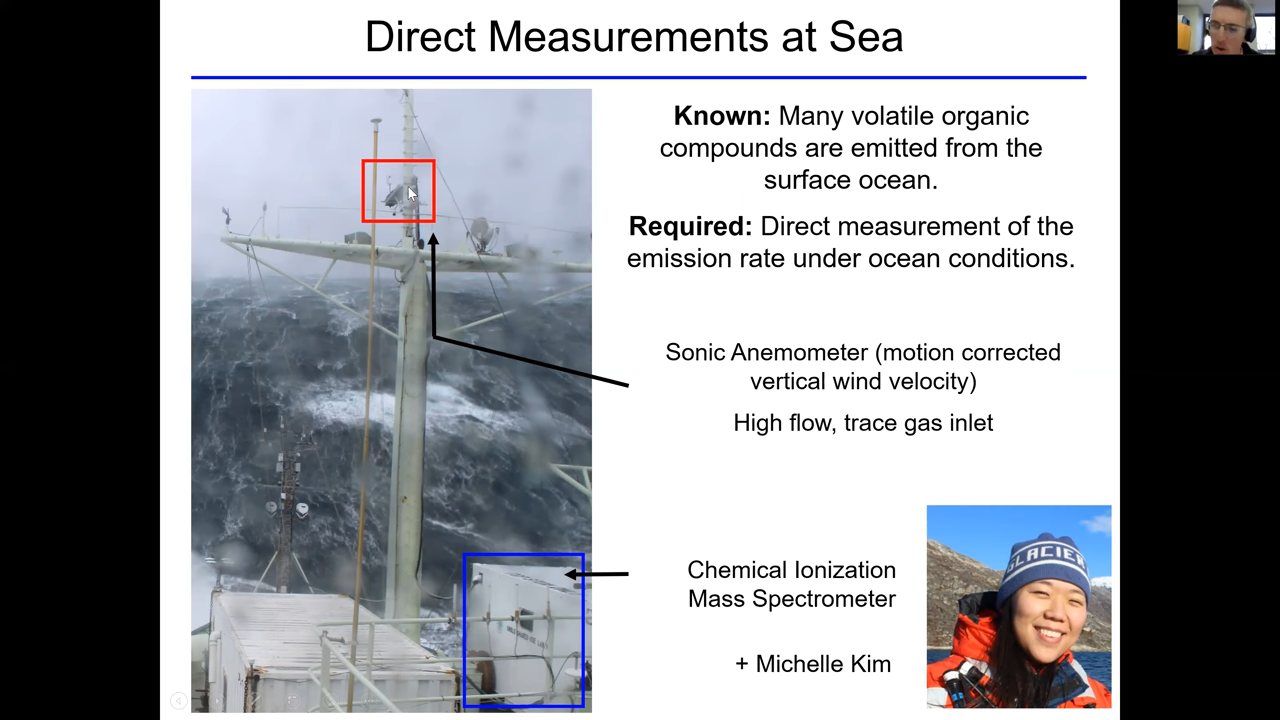 Direct Measurements at Sea
Known: Many volatile organic
compounds are emitted from the
surface ocean.
Required: Direct measurement of the
emission rate under ocean conditions.
Sonic Anemometer (motion corrected
vertical wind velocity)
High flow, trace gas inlet
Chemical Ionization
Mass Spectrometer
+ Michelle Kim
GLACIER